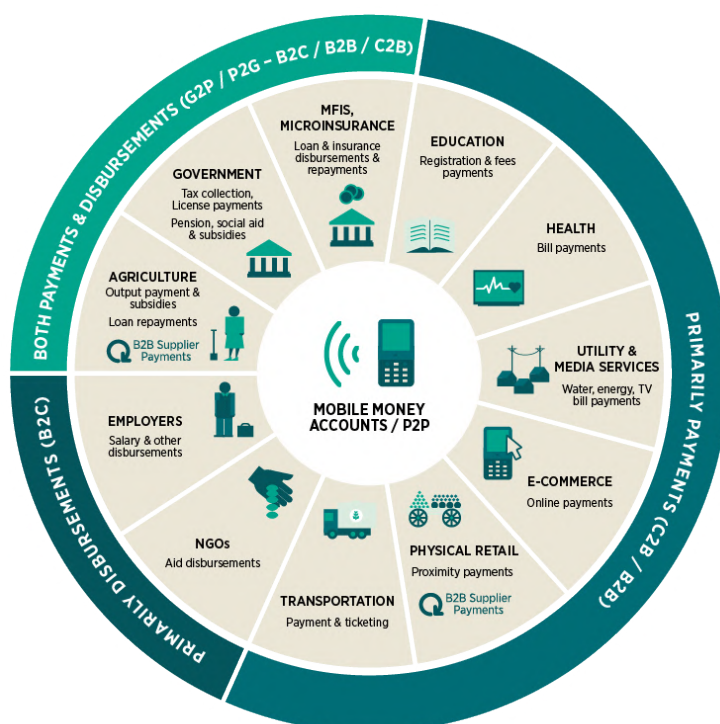 BOTH PAYMENTS & DISBURSEMENTS (G2P / P2G – B2C / B2B / C2B)
MFIS,
MICROINSURANCE
Loan & insurance
disbursements &
repayments
EDUCATION
Registration & fees
payments
HEALTH
Bill payments
UTILITY &
MEDIA SERVICES
Water, energy, TV
bill payments
E-COMMERCE
Online payments
PHYSICAL RETAIL
Proximity payments
B2B Supplier
Payments
TRANSPORTATION
Payment & ticketing
NGOs
Aid disbursements
EMPLOYERS
Salary & other
disbursements
AGRICULTURE
Output payment &
subsidies
Loan repayments
B2B Supplier
Payments
GOVERNMENT
Tax collection,
License payments
Pension, social aid
& subsidies
MOBILE MONEY
ACCOUNTS / P2P
PRIMARILY PAYMENTS (C2B / B2B)
PRIMARILY DISBURSEMENTS (B2C)